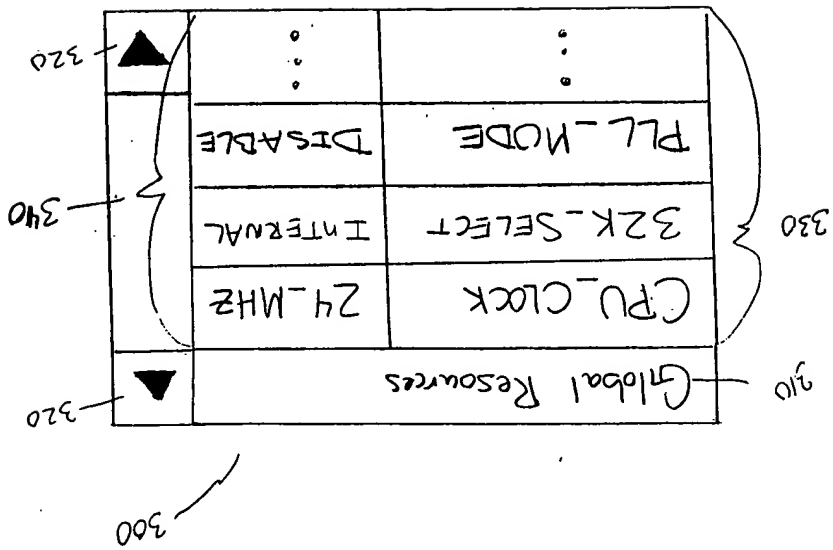 300
310 Global Resources 320
CPU_CLOCK 24_MHZ
330 32K_SELECT INTERNAL 340
PLL_MODE DISABLE
320